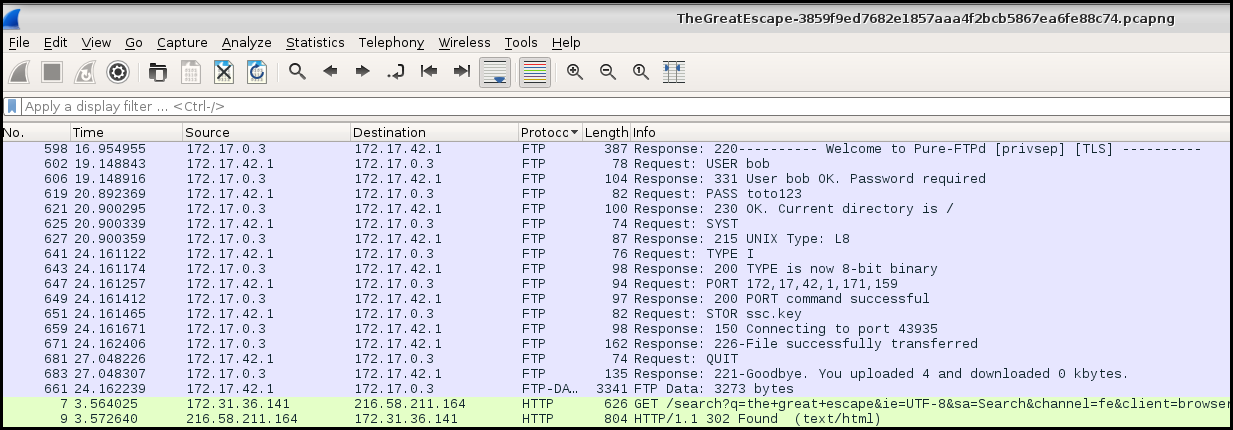 TheGreatEscape-3859f9ed7682e1857aaa4f2bcb5867ea6fe88c74.pcapng
File Edit View Go Capture Analyze Statistics Telephony Wireless Tools Help
Apply a display filter ... <Ctrl-/>
No. Time Source Destination Protocc Length Info
598 16.954955 172.17.0.3 172.17.42.1 FTP 387 Response: 220---------- Welcome to Pure-FTPd [privsep] [TLS] ----------
602 19.148843 172.17.42.1 172.17.0.3 FTP 78 Request: USER bob
606 19.148916 172.17.0.3 172.17.42.1 FTP 104 Response: 331 User bob OK. Password required
619 20.892369 172.17.42.1 172.17.0.3 FTP 82 Request: PASS toto123
621 20.900295 172.17.0.3 172.17.42.1 FTP 100 Response: 230 OK. Current directory is /
625 20.900339 172.17.42.1 172.17.0.3 FTP 74 Request: SYST
627 20.900359 172.17.0.3 172.17.42.1 FTP 87 Response: 215 UNIX Type: L8
641 24.161122 172.17.42.1 172.17.0.3 FTP 76 Request: TYPE I
643 24.161174 172.17.0.3 172.17.42.1 FTP 98 Response: 200 TYPE is now 8-bit binary
647 24.161257 172.17.42.1 172.17.0.3 FTP 94 Request: PORT 172,17,42,1,171,159
649 24.161412 172.17.0.3 172.17.42.1 FTP 97 Response: 200 PORT command successful
651 24.161465 172.17.42.1 172.17.0.3 FTP 82 Request: STOR ssc.key
659 24.161671 172.17.0.3 172.17.42.1 FTP 98 Response: 150 Connecting to port 43935
671 24.162406 172.17.0.3 172.17.42.1 FTP 162 Response: 226-File successfully transferred
681 27.048226 172.17.42.1 172.17.0.3 FTP 74 Request: QUIT
683 27.048307 172.17.0.3 172.17.42.1 FTP 135 Response: 221-Goodbye. You uploaded 4 and downloaded 0 kbytes.
661 24.162239 172.17.42.1 172.17.0.3 FTP-DA… 3341 FTP Data: 3273 bytes
7 3.564025 172.31.36.141 216.58.211.164 HTTP 626 GET /search?q=the+great+escape&ie=UTF-8&sa=Search&channel=fe&client=browser
9 3.572640 216.58.211.164 172.31.36.141 HTTP 804 HTTP/1.1 302 Found (text/html)